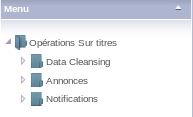 Menu
Opérations Sur titres
Data Cleansing
Annonces
Notifications